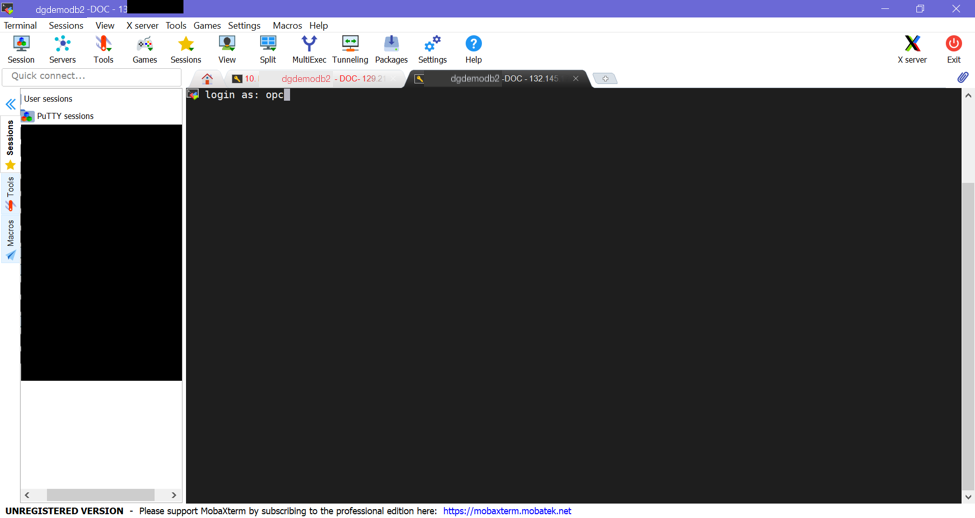 dgdemodb2 -DOC - 13
Terminal Sessions View X server Tools Games Settings Macros Help
Session Servers Tools Games Sessions View Split MultiExec Tunneling Packages Settings Help X server Exit
Quick connect...
10. dgdemodb2 - DOC- 129.21 dgdemodb2 -DOC - 132.145
User sessions
PuTTY sessions
Sessions
Tools
Macros
login as: opc
UNREGISTERED VERSION - Please support MobaXterm by subscribing to the professional edition here: https://mobaxterm.mobatek.net